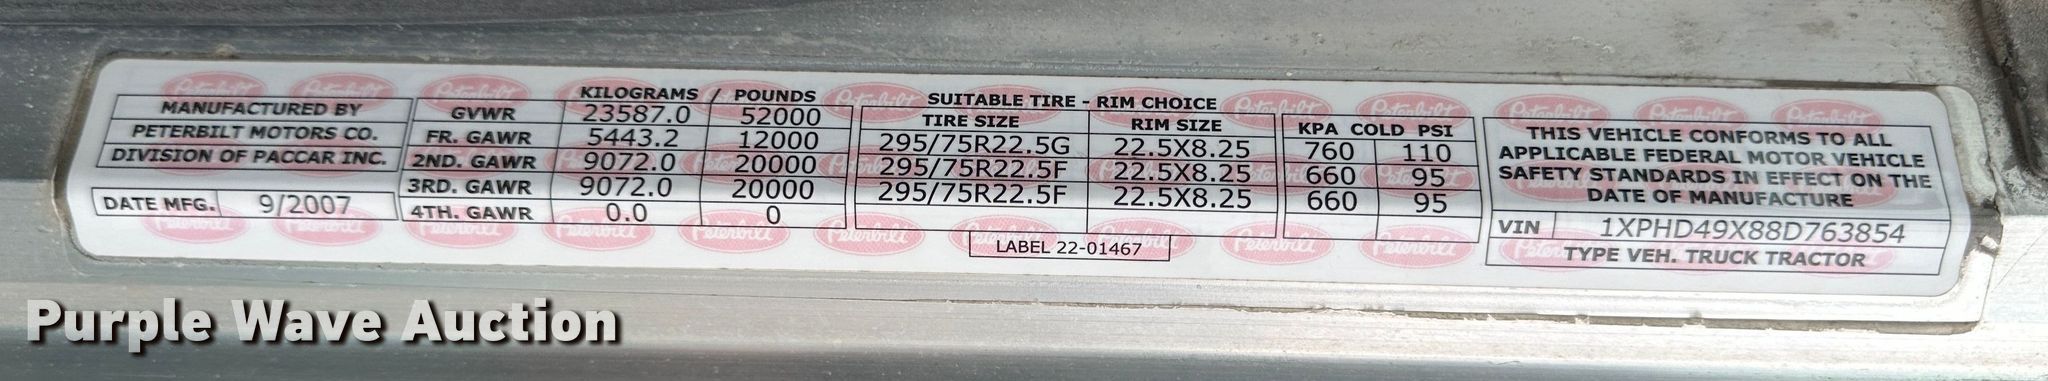 MANUFACTURED BY
PETERBILT MOTORS CO.
DIVISION OF PACCAR INC.
DATE MFG. 9/2007
KILOGRAMS / POUNDS
GVWR 23587.0 52000
FR. GAWR 5443.2 12000
2ND. GAWR 9072.0 20000
3RD. GAWR 9072.0 20000
4TH. GAWR 0.0 0
SUITABLE TIRE - RIM CHOICE
TIRE SIZE RIM SIZE KPA COLD PSI
295/75R22.5G 22.5X8.25 760 110
295/75R22.5F 22.5X8.25 660 95
295/75R22.5F 22.5X8.25 660 95
LABEL 22-01467
THIS VEHICLE CONFORMS TO ALL
APPLICABLE FEDERAL MOTOR VEHICLE
SAFETY STANDARDS IN EFFECT ON THE
DATE OF MANUFACTURE
VIN 1XPHD49X88D763854
TYPE VEH. TRUCK TRACTOR
Purple Wave Auction